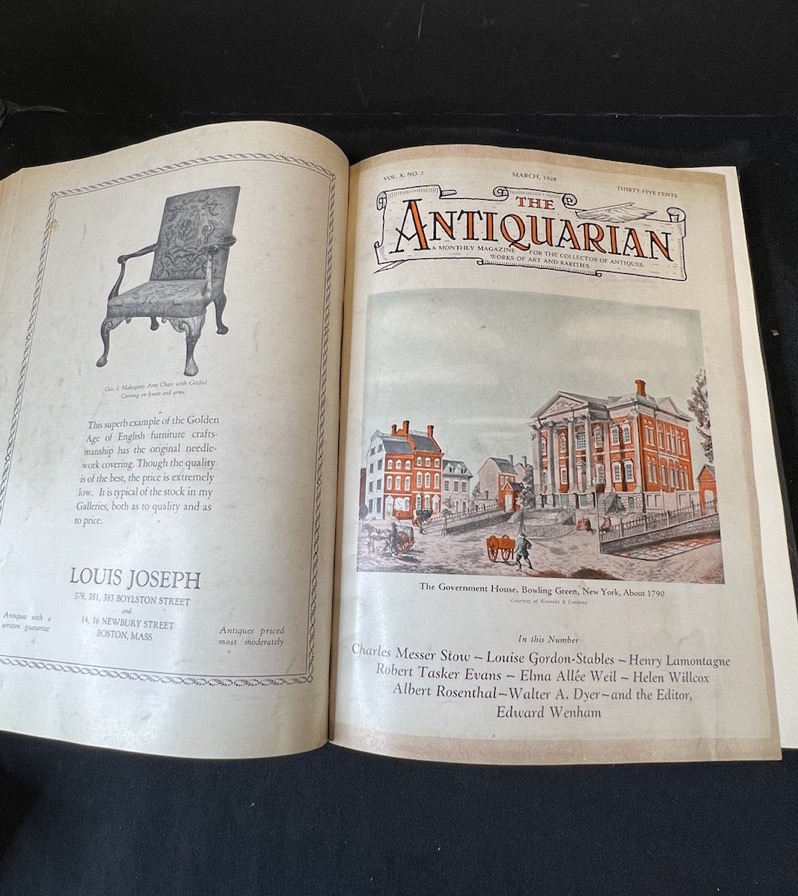 Geo. I Mahogany Arm Chair with Gilded
Carving on knees and arms
This superb example of the Golden
Age of English furniture crafts-
manship has the original needle-
work covering. Though the quality
is of the best, the price is extremely
low. It is typical of the stock in my
Galleries, both as to quality and as
to price.
LOUIS JOSEPH
379, 381, 383 BOYLSTON STREET
and
14, 16 NEWBURY STREET
BOSTON, MASS.
Antiques with a
written guarantee
Antiques priced
most moderately
VOL. X, NO. 2
MARCH, 1928
THIRTY-FIVE CENTS
THE
ANTIQUARIAN
A MONTHLY MAGAZINE FOR THE COLLECTOR OF ANTIQUES,
WORKS OF ART AND RARITIES
The Government House, Bowling Green, New York, About 1790
Courtesy of Kennedy & Company
In this Number
Charles Messer Stow – Louise Gordon-Stables – Henry Lamontagne
Robert Tasker Evans – Elma Allée Weil – Helen Willcox
Albert Rosenthal – Walter A. Dyer – and the Editor,
Edward Wenham